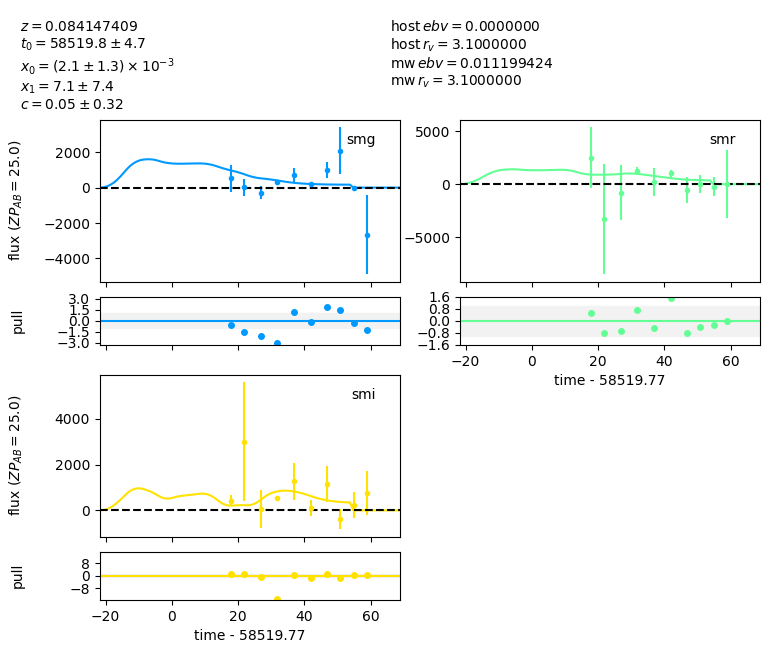 z = 0.084147409
t₀ = 58519.8 ± 4.7
x₀ = (2.1 ± 1.3) × 10⁻³
x₁ = 7.1 ± 7.4
c = 0.05 ± 0.32
host ebv = 0.0000000
host r_v = 3.1000000
mw ebv = 0.011199424
mw r_v = 3.1000000
smg
flux (ZP_AB = 25.0)
2000
0
−2000
−4000
smr
5000
0
−5000
pull
3.0
1.5
0.0
−1.5
−3.0
1.6
0.8
0.0
−0.8
−1.6
−20 0 20 40 60
time - 58519.77
smi
flux (ZP_AB = 25.0)
4000
2000
0
pull
8
0
−8
−20 0 20 40 60
time - 58519.77